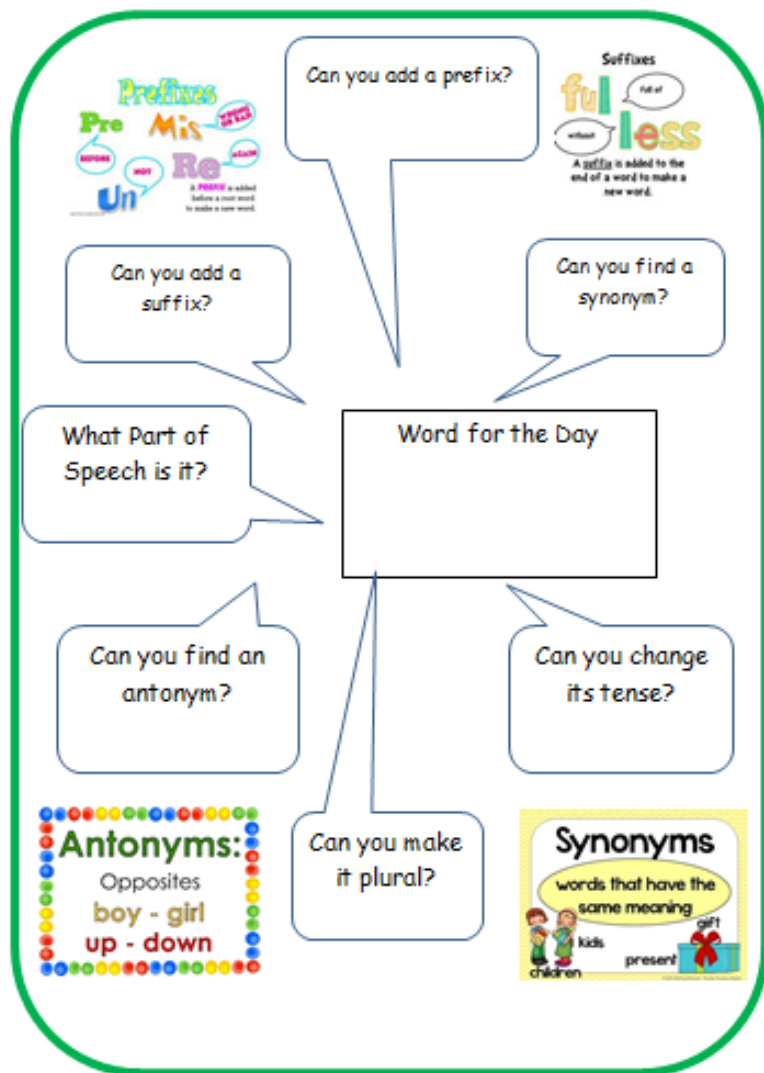 Can you add a prefix?
Prefixes
Pre
Mis
WRONG OR BAD
BEFORE
NOT
Re
AGAIN
Un
A PREFIX is added
before a root word
to make a new word.
Suffixes
ful
full of
without
less
A suffix is added to the
end of a word to make a
new word.
Can you add a
suffix?
Can you find a
synonym?
What Part of
Speech is it?
Word for the Day
Can you find an
antonym?
Can you change
its tense?
Can you make
it plural?
Antonyms:
Opposites
boy - girl
up - down
Synonyms
words that have the
same meaning
gift
kids
present
children